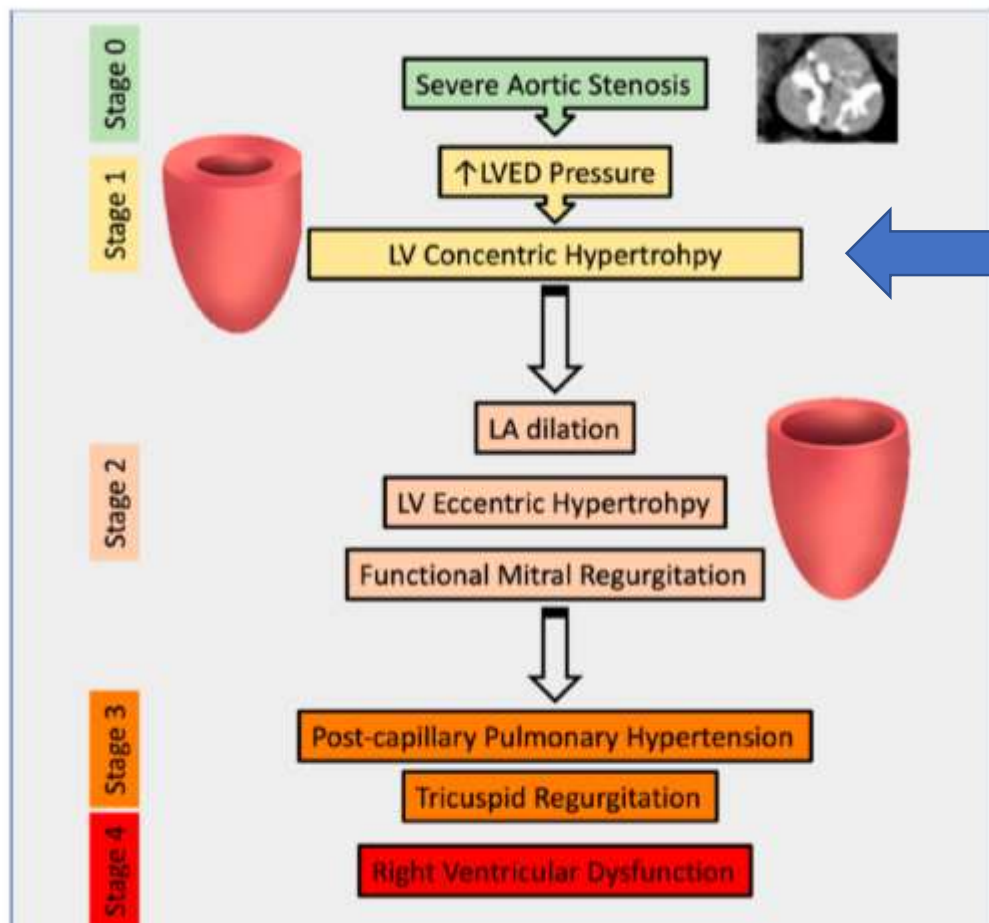 Stage 0
Severe Aortic Stenosis
Stage 1
↑LVED Pressure
LV Concentric Hypertrohpy
Stage 2
LA dilation
LV Eccentric Hypertrohpy
Functional Mitral Regurgitation
Stage 3
Post-capillary Pulmonary Hypertension
Tricuspid Regurgitation
Stage 4
Right Ventricular Dysfunction